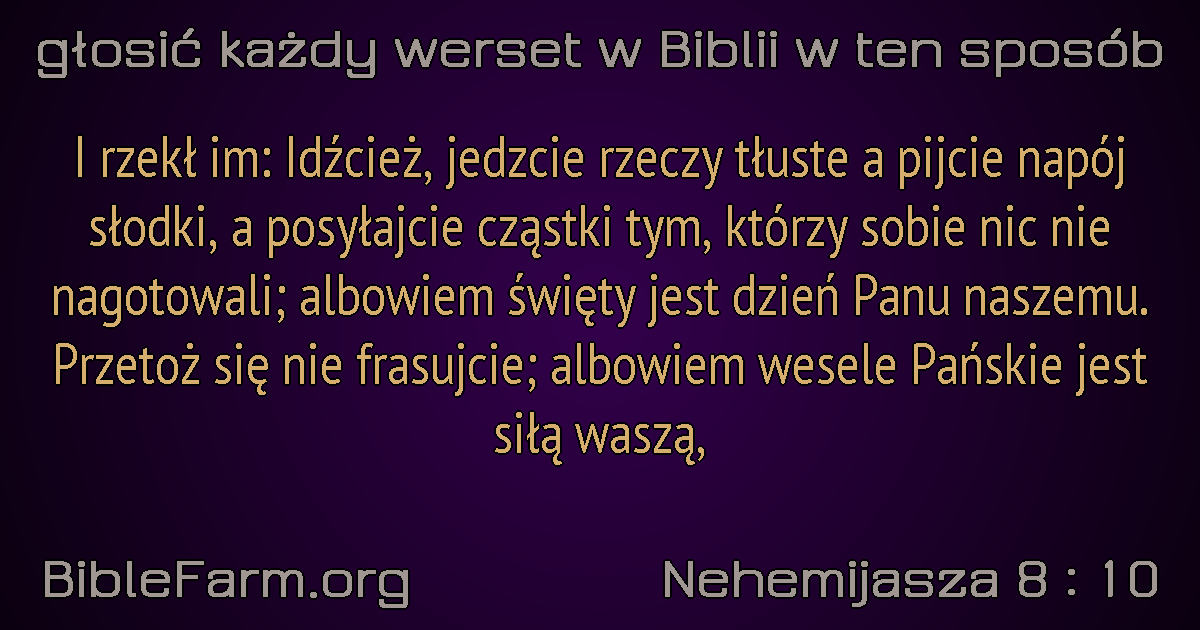 głosić każdy werset w Biblii w ten sposób
I rzekł im: Idźcież, jedzcie rzeczy tłuste a pijcie napój
słodki, a posyłajcie cząstki tym, którzy sobie nic nie
nagotowali; albowiem święty jest dzień Panu naszemu.
Przetoż się nie frasujcie; albowiem wesele Pańskie jest
siłą waszą,
BibleFarm.org
Nehemijasza 8 : 10